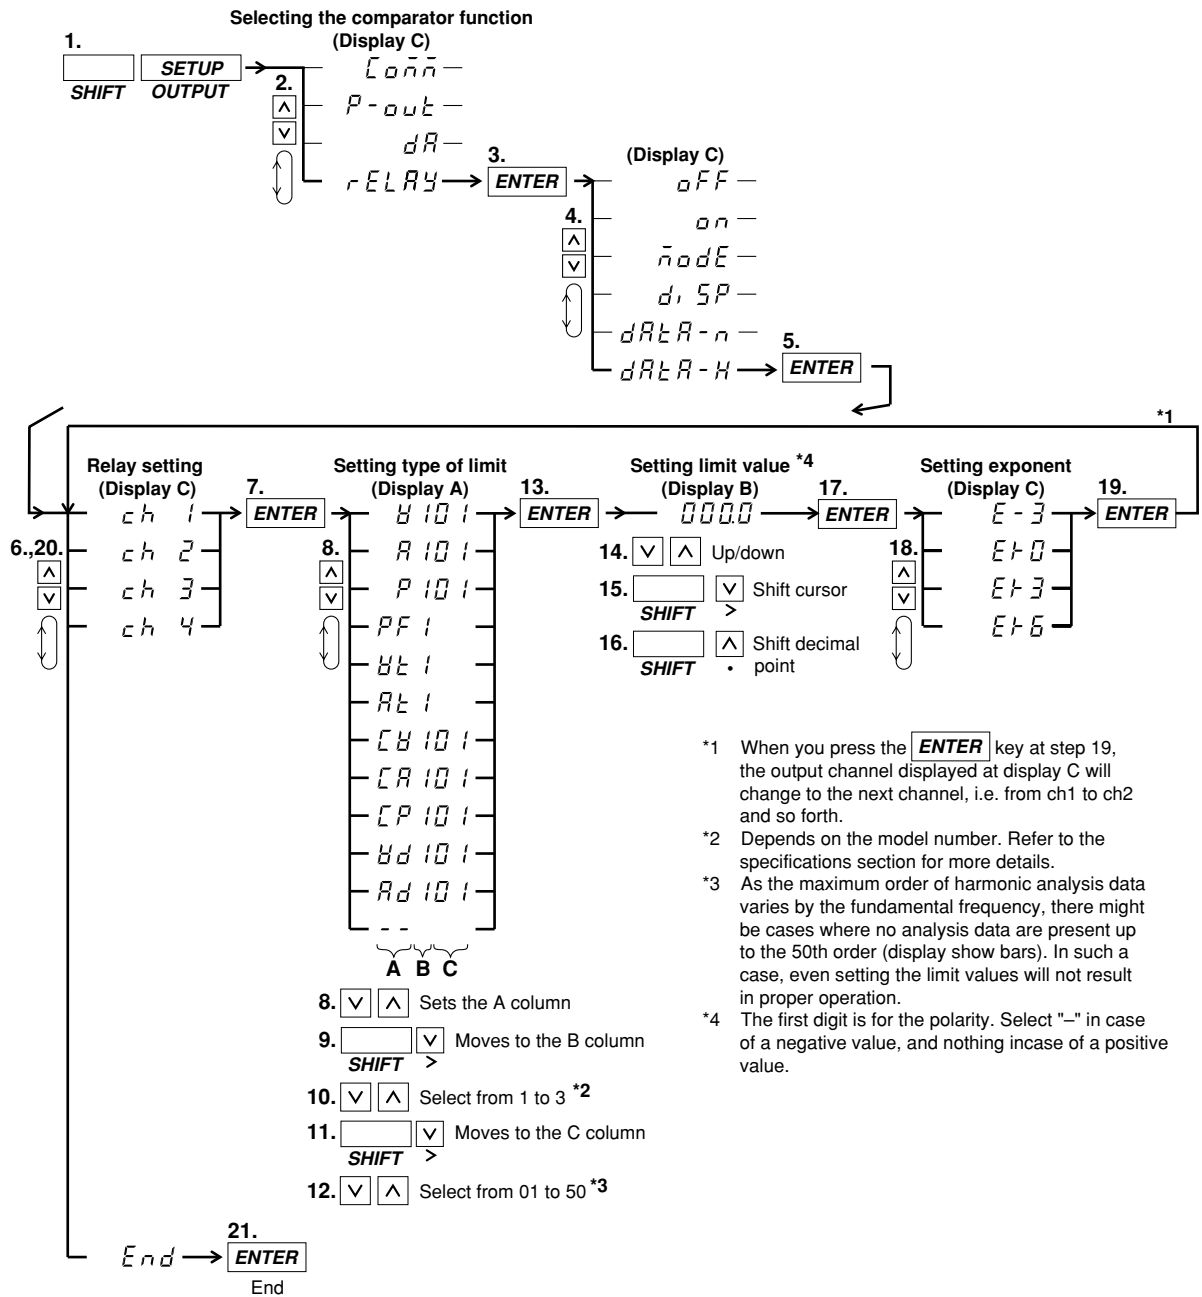 Selecting the comparator function
(Display C)
1.
SETUP
SHIFT OUTPUT
2.
Comm
P-out
dA
rELAY
3.
ENTER
(Display C)
4.
oFF
on
modE
diSP
dAtA-n
dAtA-H
5.
ENTER
*1
Relay setting
(Display C)
6.,20.
ch 1
ch 2
ch 3
ch 4
7.
ENTER
Setting type of limit
(Display A)
8.
V101
A101
P101
PF1
Vt1
At1
CV101
CA101
CP101
Vd101
Ad101
--
A B C
8. Sets the A column
9. Moves to the B column
SHIFT >
10. Select from 1 to 3 *2
11. Moves to the C column
SHIFT >
12. Select from 01 to 50 *3
13.
ENTER
Setting limit value *4
(Display B)
000.0
14. Up/down
15. Shift cursor
SHIFT >
16. Shift decimal
SHIFT • point
17.
ENTER
Setting exponent
(Display C)
18.
E-3
E+0
E+3
E+6
19.
ENTER
*1 When you press the ENTER key at step 19,
the output channel displayed at display C will
change to the next channel, i.e. from ch1 to ch2
and so forth.
*2 Depends on the model number. Refer to the
specifications section for more details.
*3 As the maximum order of harmonic analysis data
varies by the fundamental frequency, there might
be cases where no analysis data are present up
to the 50th order (display show bars). In such a
case, even setting the limit values will not result
in proper operation.
*4 The first digit is for the polarity. Select "–" in case
of a negative value, and nothing incase of a positive
value.
End
21.
ENTER
End